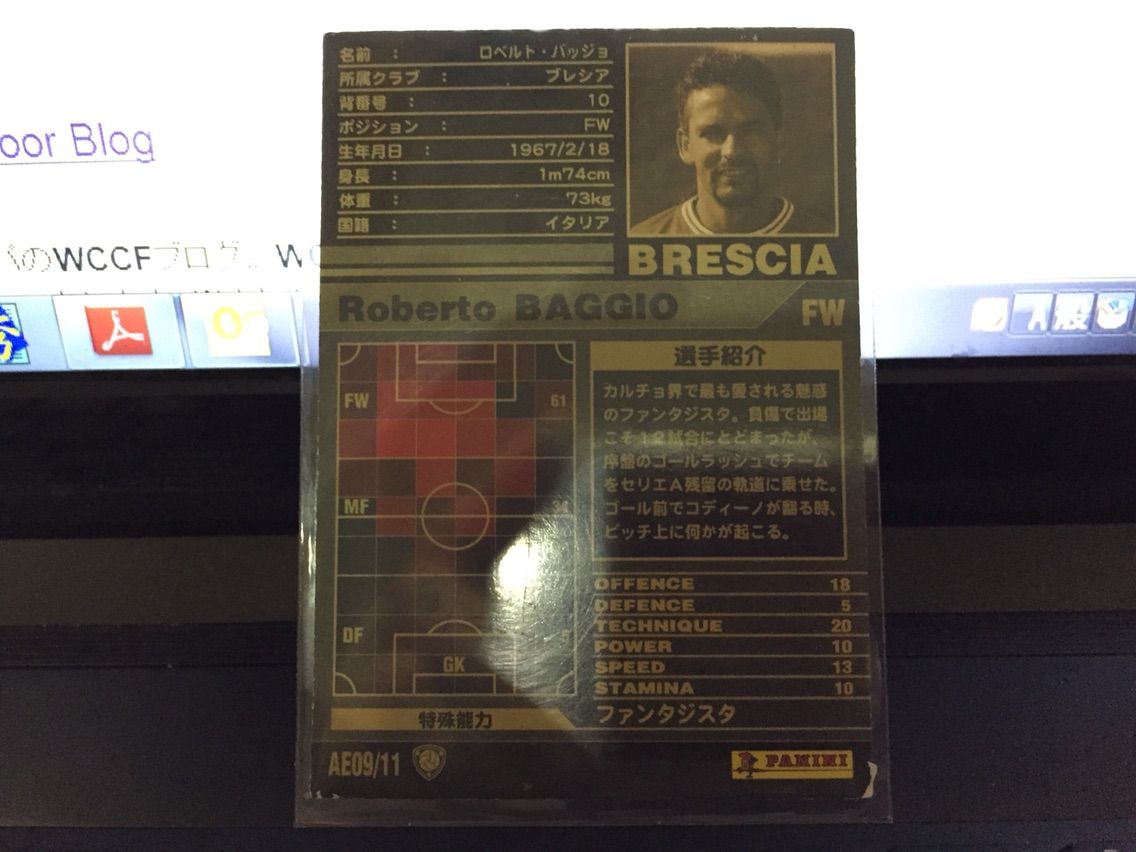 oor Blog
のWCCFブログ。W
名前 : ロベルト・バッジョ
所属クラブ : ブレシア
背番号 : 10
ポジション : FW
生年月日 : 1967/2/18
身長 : 1m74cm
体重 : 73kg
国籍 : イタリア
BRESCIA
Roberto BAGGIO FW
FW 61
MF 34
DF 5
GK
選手紹介
カルチョ界で最も愛される魅惑
のファンタジスタ。負傷で出場
こそ12試合にとどまったが、
序盤のゴールラッシュでチーム
をセリエA残留の軌道に乗せた。
ゴール前でコディーノが翻る時、
ピッチ上に何かが起こる。
OFFENCE 18
DEFENCE 5
TECHNIQUE 20
POWER 10
SPEED 13
STAMINA 10
特殊能力 ファンタジスタ
AE09/11
PANINI
A般